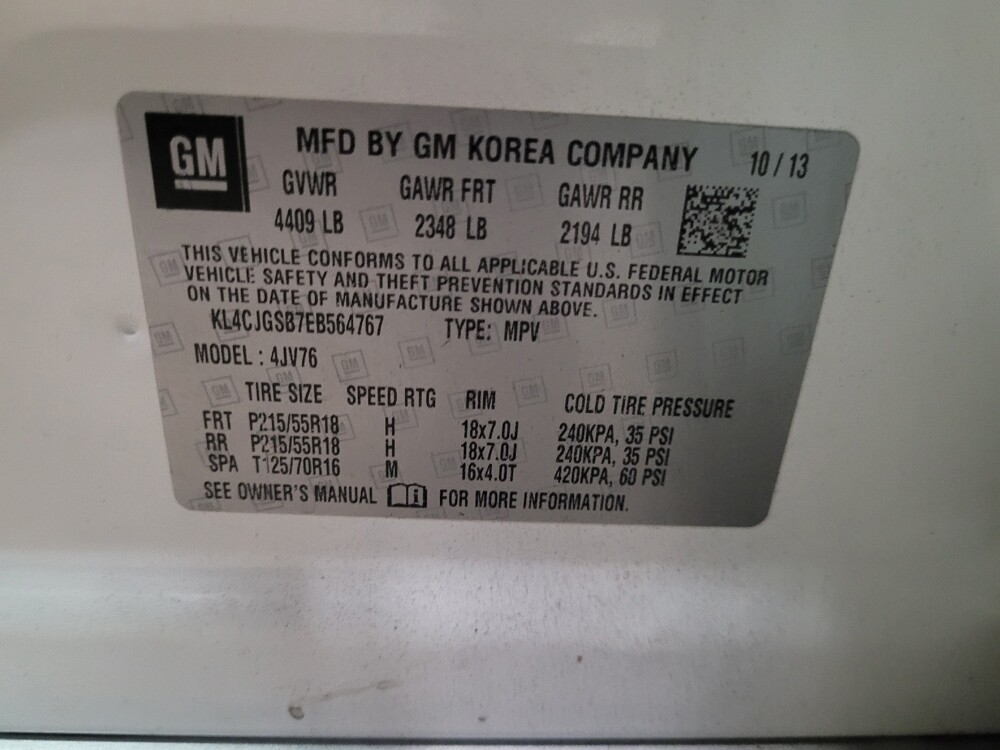 GM
MFD BY GM KOREA COMPANY 10 / 13
GVWR GAWR FRT GAWR RR
4409 LB 2348 LB 2194 LB
THIS VEHICLE CONFORMS TO ALL APPLICABLE U.S. FEDERAL MOTOR
VEHICLE SAFETY AND THEFT PREVENTION STANDARDS IN EFFECT
ON THE DATE OF MANUFACTURE SHOWN ABOVE.
KL4CJGSB7EB564767 TYPE: MPV
MODEL : 4JV76
TIRE SIZE SPEED RTG RIM COLD TIRE PRESSURE
FRT P215/55R18 H 18x7.0J 240KPA, 35 PSI
RR P215/55R18 H 18x7.0J 240KPA, 35 PSI
SPA T125/70R16 M 16x4.0T 420KPA, 60 PSI
SEE OWNER'S MANUAL FOR MORE INFORMATION.